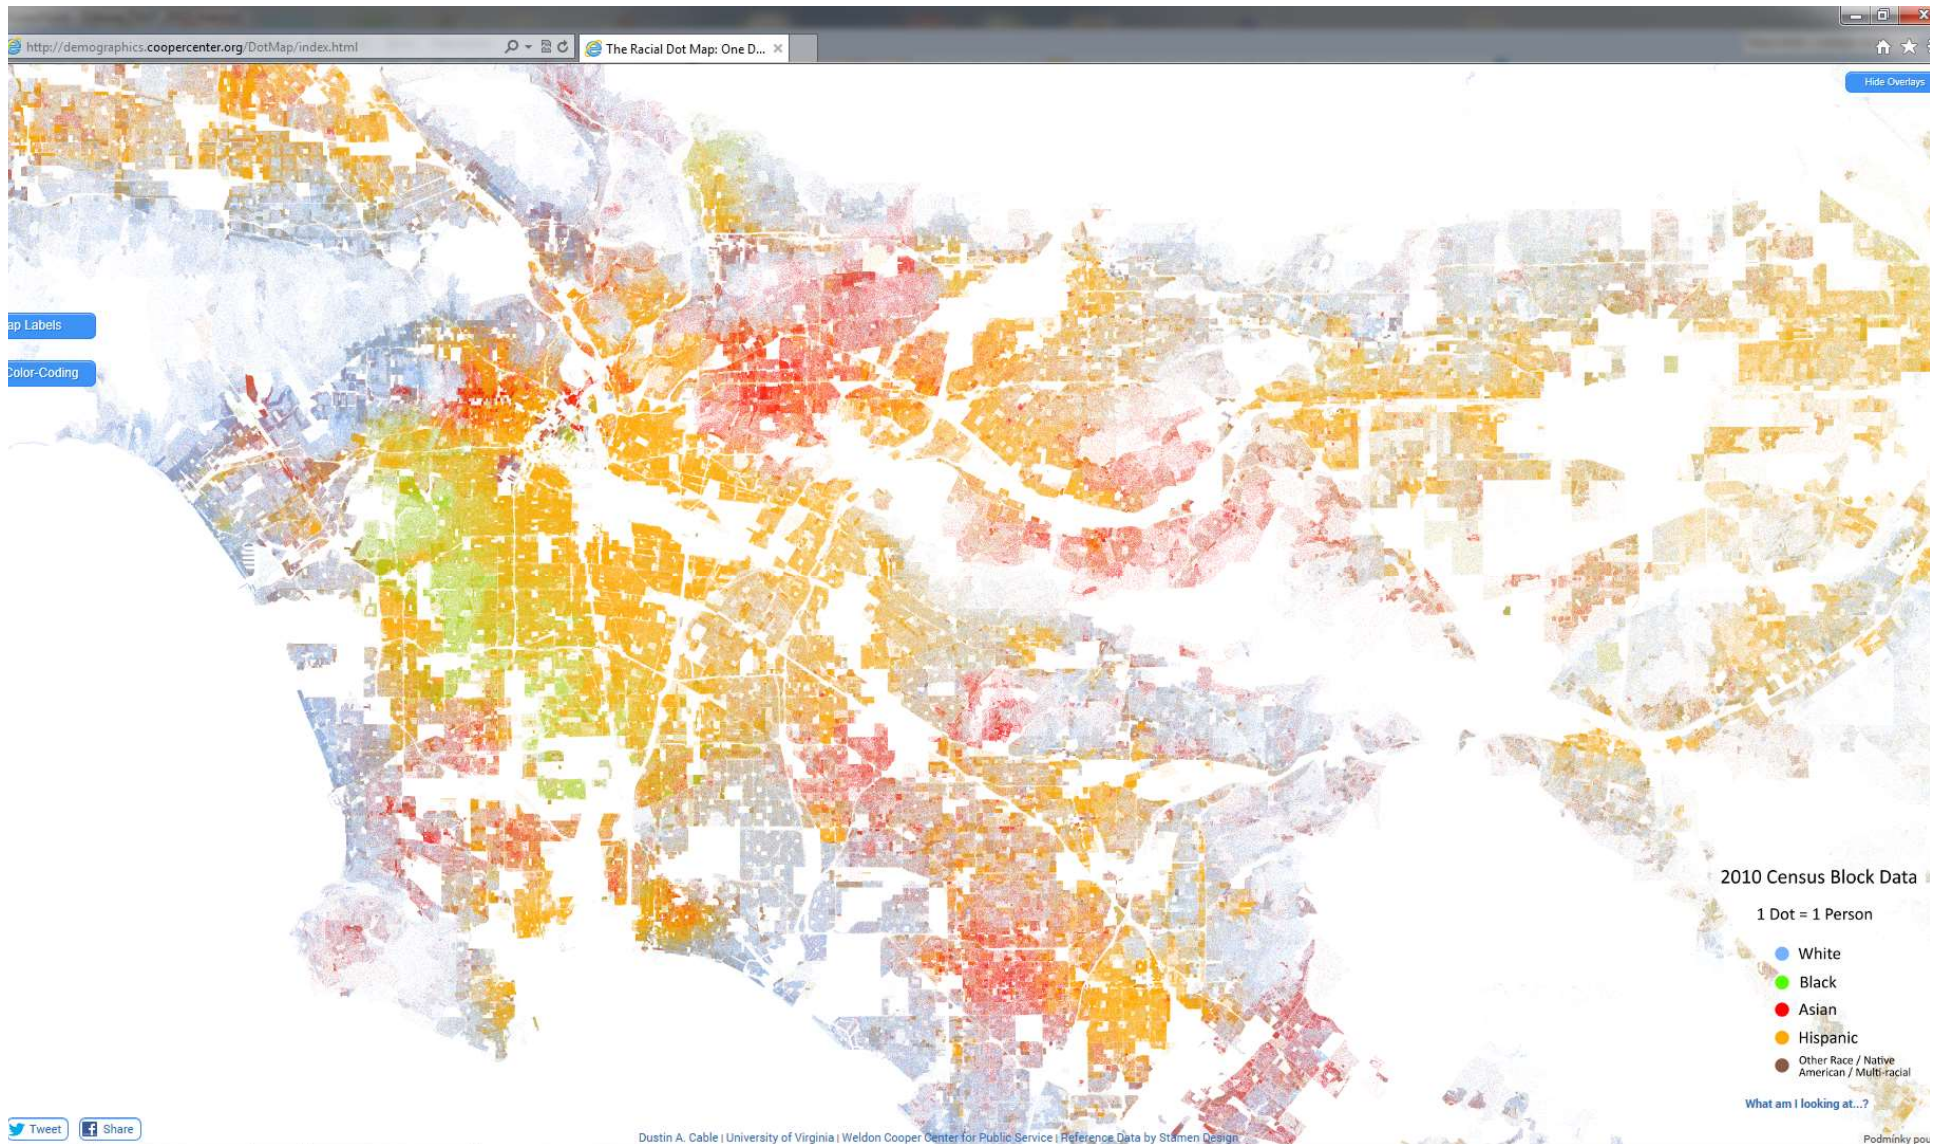 http://demographics.coopercenter.org/DotMap/index.html
The Racial Dot Map: One D...
Hide Overlays
ap Labels
Color-Coding
2010 Census Block Data
1 Dot = 1 Person
White
Black
Asian
Hispanic
Other Race / Native
American / Multi-racial
What am I looking at...?
Tweet
Share
Dustin A. Cable | University of Virginia | Weldon Cooper Center for Public Service | Reference Data by Stamen Design
Podmínky pou